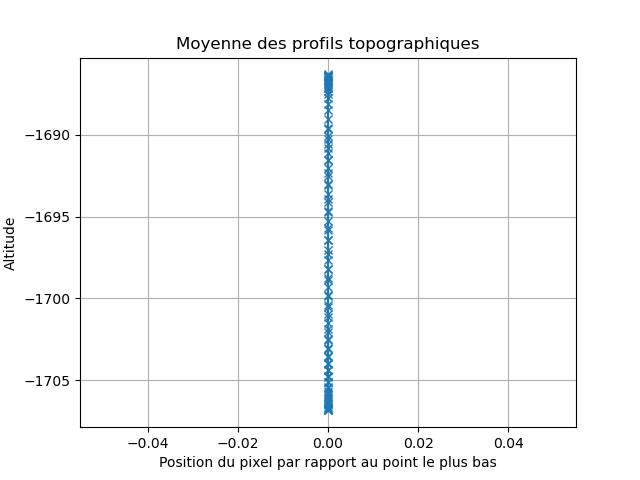 Moyenne des profils topographiques
Altitude
−1690
−1695
−1700
−1705
−0.04 −0.02 0.00 0.02 0.04
Position du pixel par rapport au point le plus bas